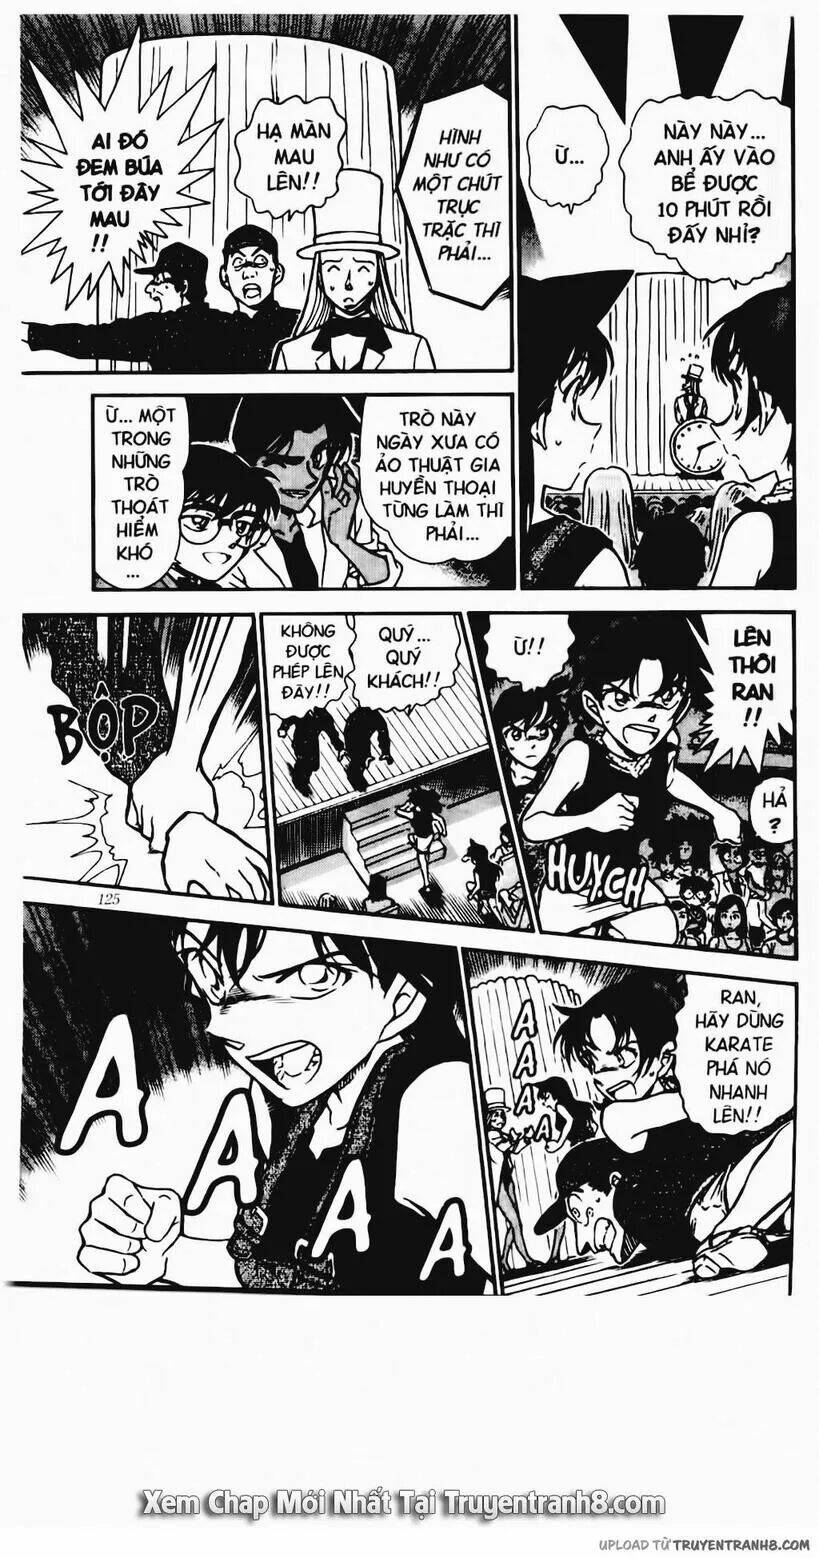 NÀY NÀY...
ANH ẤY VÀO
BỂ ĐƯỢC
10 PHÚT RỒI
ĐẤY NHỈ?
Ừ...
HÌNH
NHƯ CÓ
MỘT CHÚT
TRỤC
TRẶC THÌ
PHẢI...
HẠ MÀN
MAU
LÊN!!
AI ĐÓ
ĐEM BÚA
TỚI ĐÂY
MAU
!!
TRÒ NÀY
NGÀY XƯA CÓ
ẢO THUẬT GIA
HUYỀN THOẠI
TỪNG LÀM THÌ
PHẢI...
Ừ... MỘT
TRONG
NHỮNG
TRÒ
THOÁT
HIỂM
KHÓ
...
LÊN
THÔI
RAN
!!
HẢ
?
Ừ!!
HUỴCH
QUÝ...
QUÝ
KHÁCH!!
KHÔNG
ĐƯỢC
PHÉP LÊN
ĐÂY!!
BỘP
125
RAN,
HÃY DÙNG
KARATE
PHÁ NÓ
NHANH
LÊN!!
A
A
A
A
A
A
A
A
Xem Chap Mới Nhất Tại Truyentranh8.com
UPLOAD TỪ TRUYENTRANH8.COM